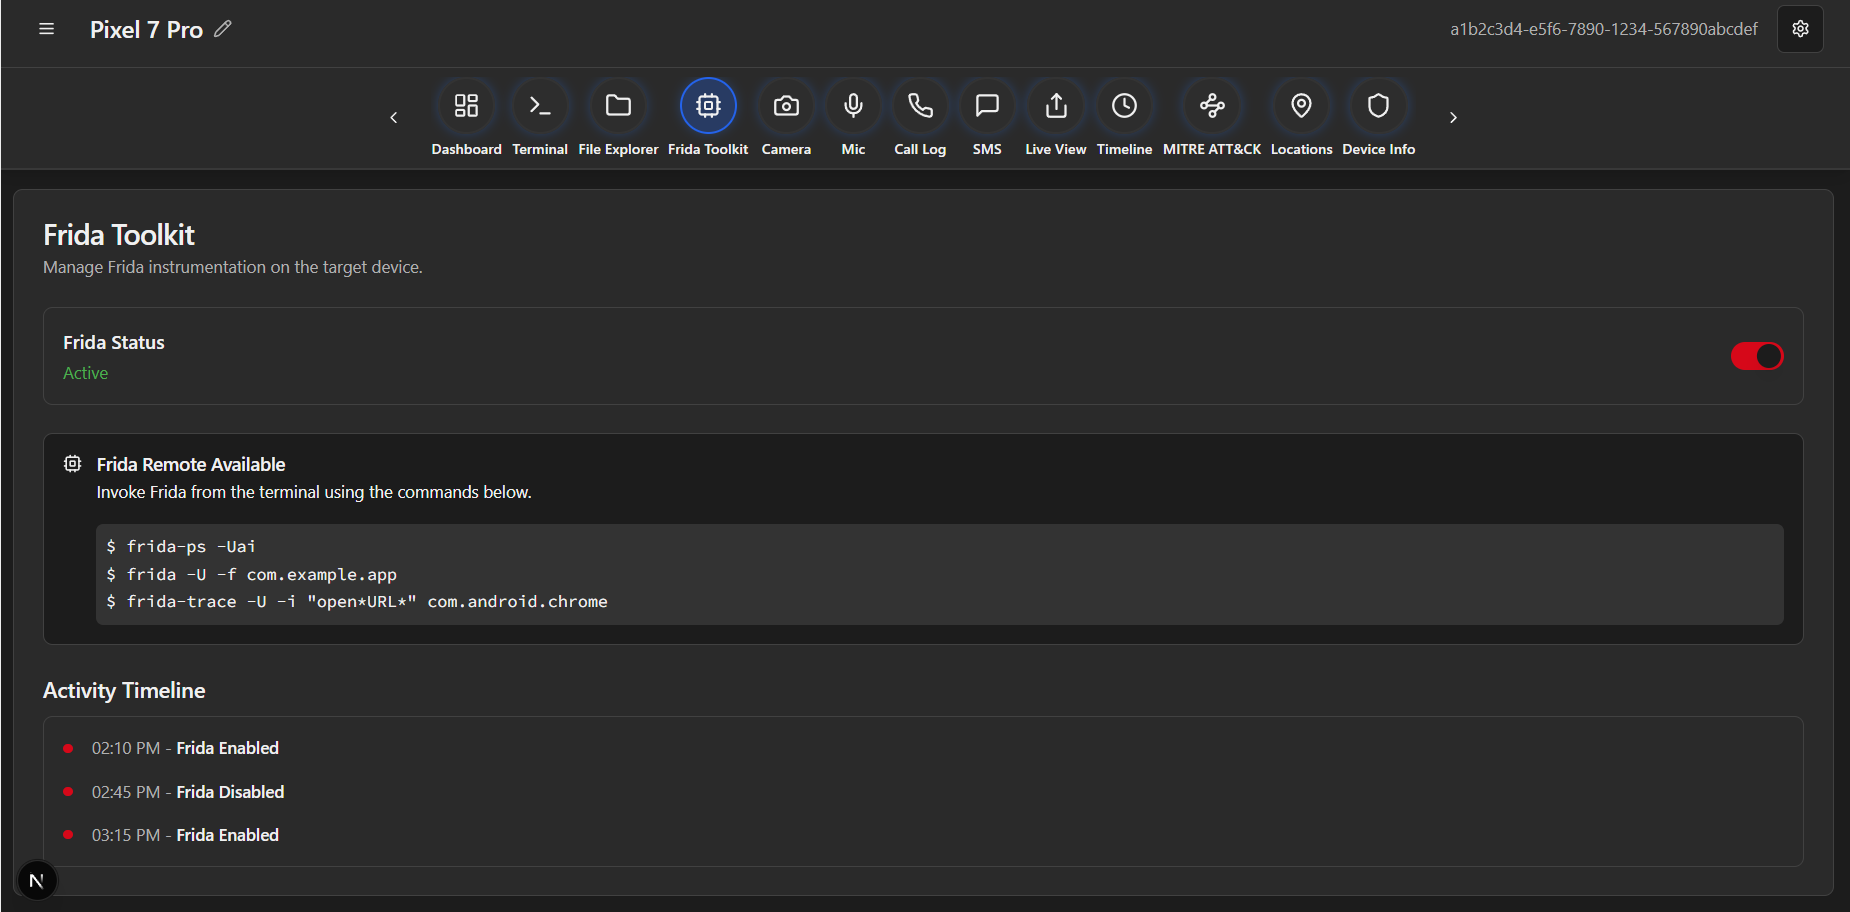 Pixel 7 Pro
a1b2c3d4-e5f6-7890-1234-567890abcdef
Dashboard Terminal File Explorer Frida Toolkit Camera Mic Call Log SMS Live View Timeline MITRE ATT&CK Locations Device Info
Frida Toolkit
Manage Frida instrumentation on the target device.
Frida Status
Active
Frida Remote Available
Invoke Frida from the terminal using the commands below.
$ frida-ps -Uai
$ frida -U -f com.example.app
$ frida-trace -U -i "open*URL*" com.android.chrome
Activity Timeline
02:10 PM - Frida Enabled
02:45 PM - Frida Disabled
03:15 PM - Frida Enabled
N